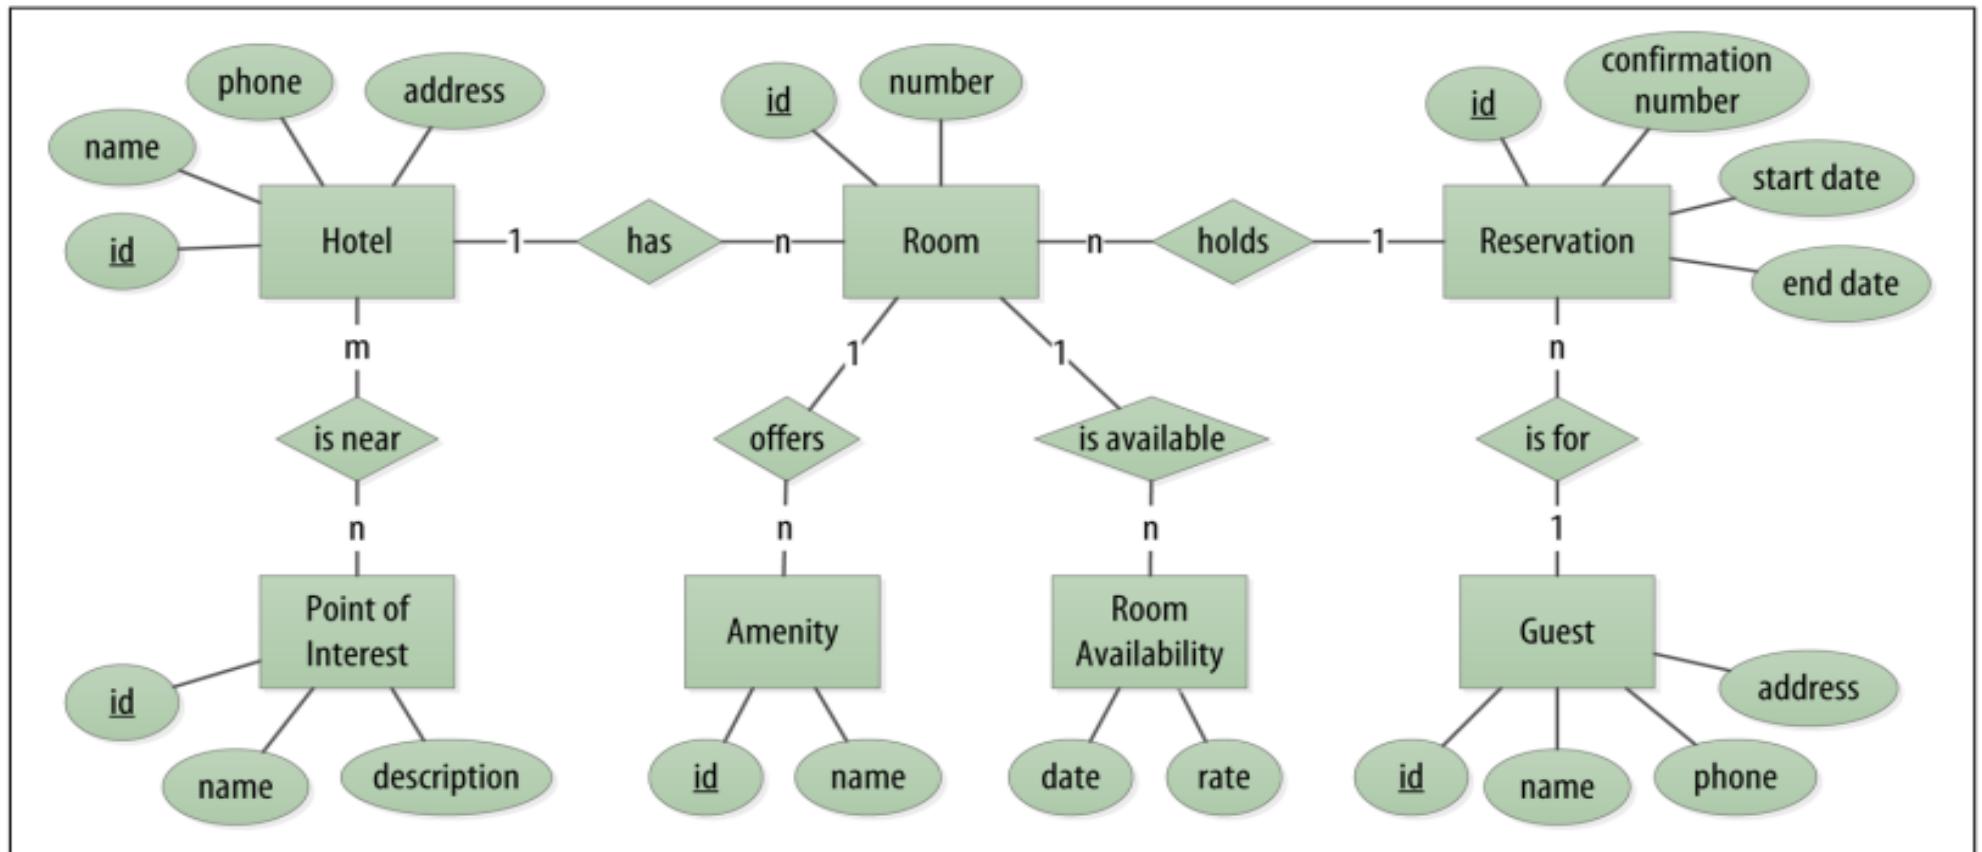 phone
address
name
id
id
number
id
confirmation
number
start date
end date
Hotel
1
has
n
Room
n
holds
1
Reservation
m
1
1
n
is near
offers
is available
is for
n
n
n
1
Point of
Interest
Amenity
Room
Availability
Guest
id
name
description
id
name
date
rate
id
name
phone
address